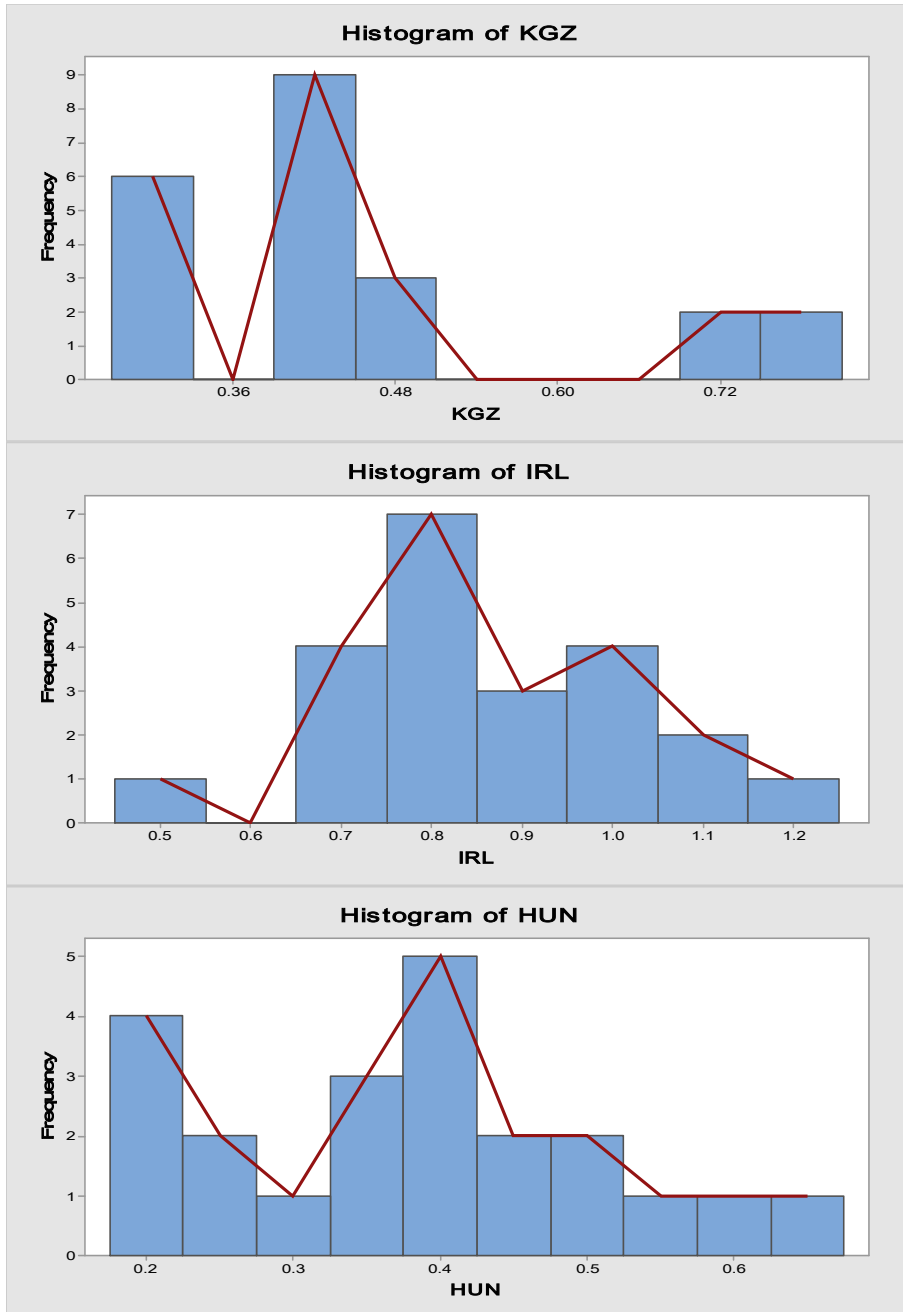 Histogram of KGZ
9
8
7
6
5
4
3
2
1
0
Frequency
0.36 0.48 0.60 0.72
KGZ
Histogram of IRL
7
6
5
4
3
2
1
0
Frequency
0.5 0.6 0.7 0.8 0.9 1.0 1.1 1.2
IRL
Histogram of HUN
5
4
3
2
1
0
Frequency
0.2 0.3 0.4 0.5 0.6
HUN